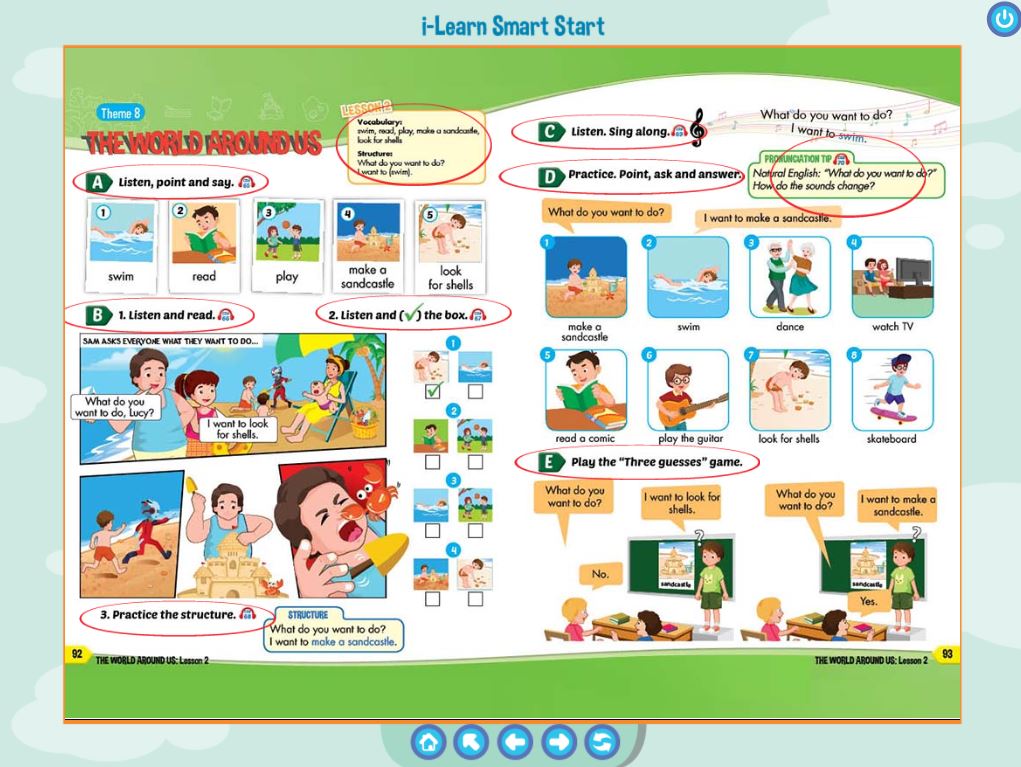 i-Learn Smart Start
Theme 8
THE WORLD AROUND US
LESSON 2
Vocabulary:
swim, read, play, make a sandcastle,
look for shells
Structure:
What do you want to do?
I want to (swim).
A Listen, point and say.
1
swim
2
read
3
play
4
make a
sandcastle
5
look
for shells
B 1. Listen and read.
SAM ASKS EVERYONE WHAT THEY WANT TO DO...
What do you
want to do, Lucy?
I want to look
for shells.
2. Listen and (✓) the box.
1
2
3
4
3. Practice the structure.
STRUCTURE
What do you want to do?
I want to make a sandcastle.
92
THE WORLD AROUND US: Lesson 2
C Listen. Sing along.
What do you want to do?
I want to swim.
PRONUNCIATION TIP
Natural English: "What do you want to do?"
How do the sounds change?
D Practice. Point, ask and answer.
What do you want to do?
I want to make a sandcastle.
1
make a
sandcastle
2
swim
3
dance
4
watch TV
5
read a comic
6
play the guitar
7
look for shells
8
skateboard
E Play the "Three guesses" game.
What do you
want to do?
I want to look for
shells.
?
sandcastle
No.
What do you
want to do?
I want to make a
sandcastle.
?
sandcastle
Yes.
THE WORLD AROUND US: Lesson 2
93